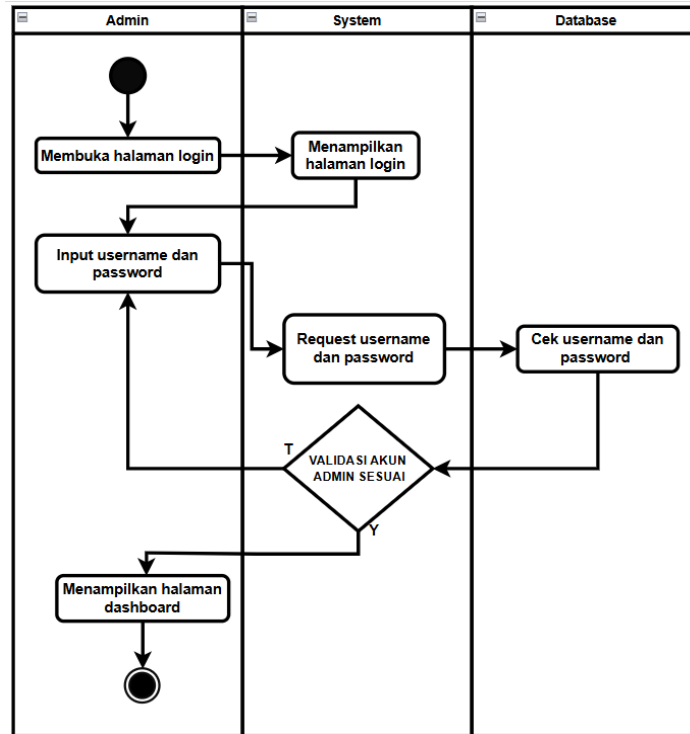 Admin
System
Database
Membuka halaman login
Menampilkan
halaman login
Input username dan
password
Request username
dan password
Cek username dan
password
T
VALIDASI AKUN
ADMIN SESUAI
Y
Menampilkan halaman
dashboard